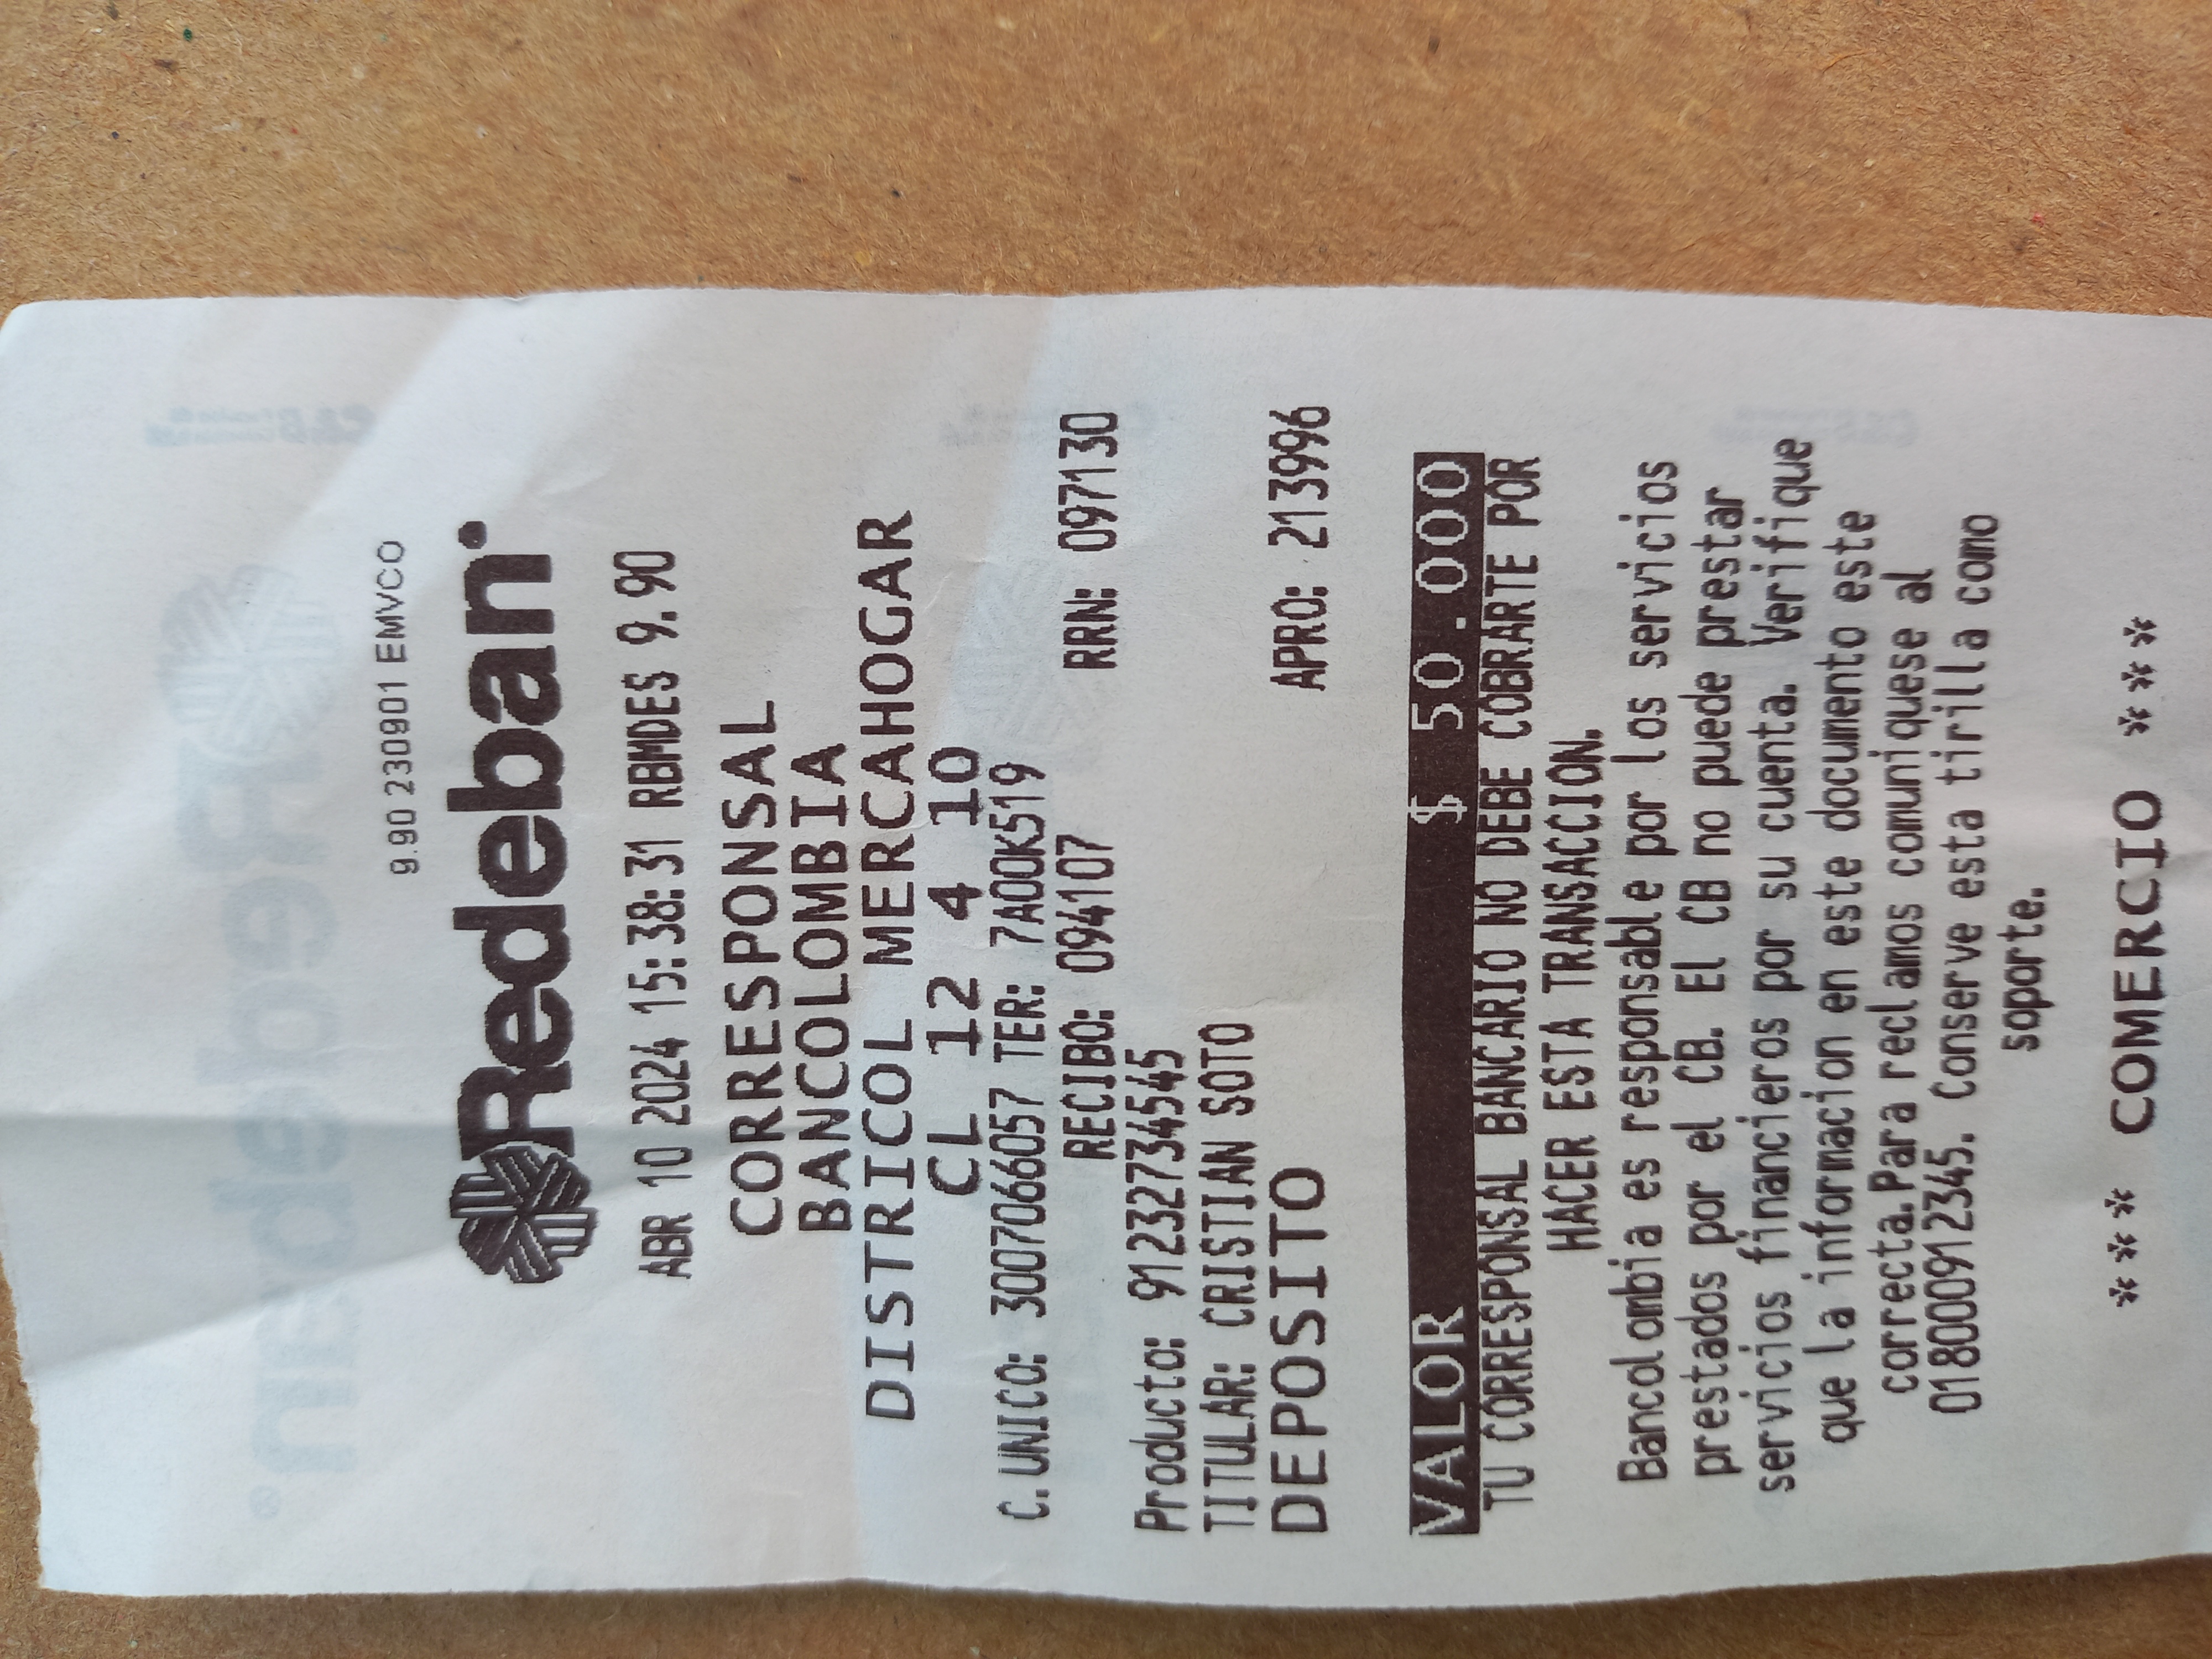 9.90 230901 EMVCO
Redeban
ABR 10 2024 15:38:31 RBMDES 9.90
CORRESPONSAL
BANCOLOMBIA
DISTRICOL MERCAHOGAR
CL 12 4 10
C. UNICO: 3007066057 TER: 7A00K519
RECIBO: 094107 RRN: 097130
Producto: 91232734545
TITULAR: CRISTIAN SOTO
DEPOSITO APRO: 213996
VALOR $ 50.000
TU CORRESPONSAL BANCARIO NO DEBE COBRARTE POR
HACER ESTA TRANSACCION.
Bancolombia es responsable por los servicios
prestados por el CB. El CB no puede prestar
servicios financieros por su cuenta. Verifique
que la informacion en este documento este
correcta.Para reclamos comuniquese al
018000912345. Conserve esta tirilla como
soporte.
*** COMERCIO ***